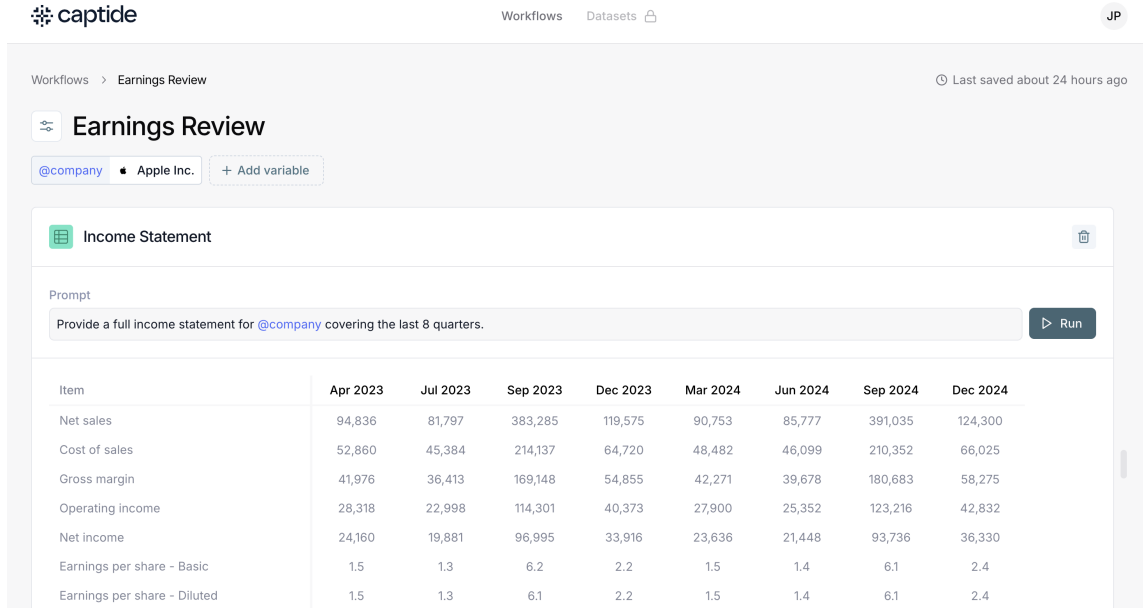 captide
Workflows Datasets JP
Workflows > Earnings Review Last saved about 24 hours ago
Earnings Review
@company Apple Inc. + Add variable
Income Statement
Prompt
Provide a full income statement for @company covering the last 8 quarters. Run
Item Apr 2023 Jul 2023 Sep 2023 Dec 2023 Mar 2024 Jun 2024 Sep 2024 Dec 2024
Net sales 94,836 81,797 383,285 119,575 90,753 85,777 391,035 124,300
Cost of sales 52,860 45,384 214,137 64,720 48,482 46,099 210,352 66,025
Gross margin 41,976 36,413 169,148 54,855 42,271 39,678 180,683 58,275
Operating income 28,318 22,998 114,301 40,373 27,900 25,352 123,216 42,832
Net income 24,160 19,881 96,995 33,916 23,636 21,448 93,736 36,330
Earnings per share - Basic 1.5 1.3 6.2 2.2 1.5 1.4 6.1 2.4
Earnings per share - Diluted 1.5 1.3 6.1 2.2 1.5 1.4 6.1 2.4